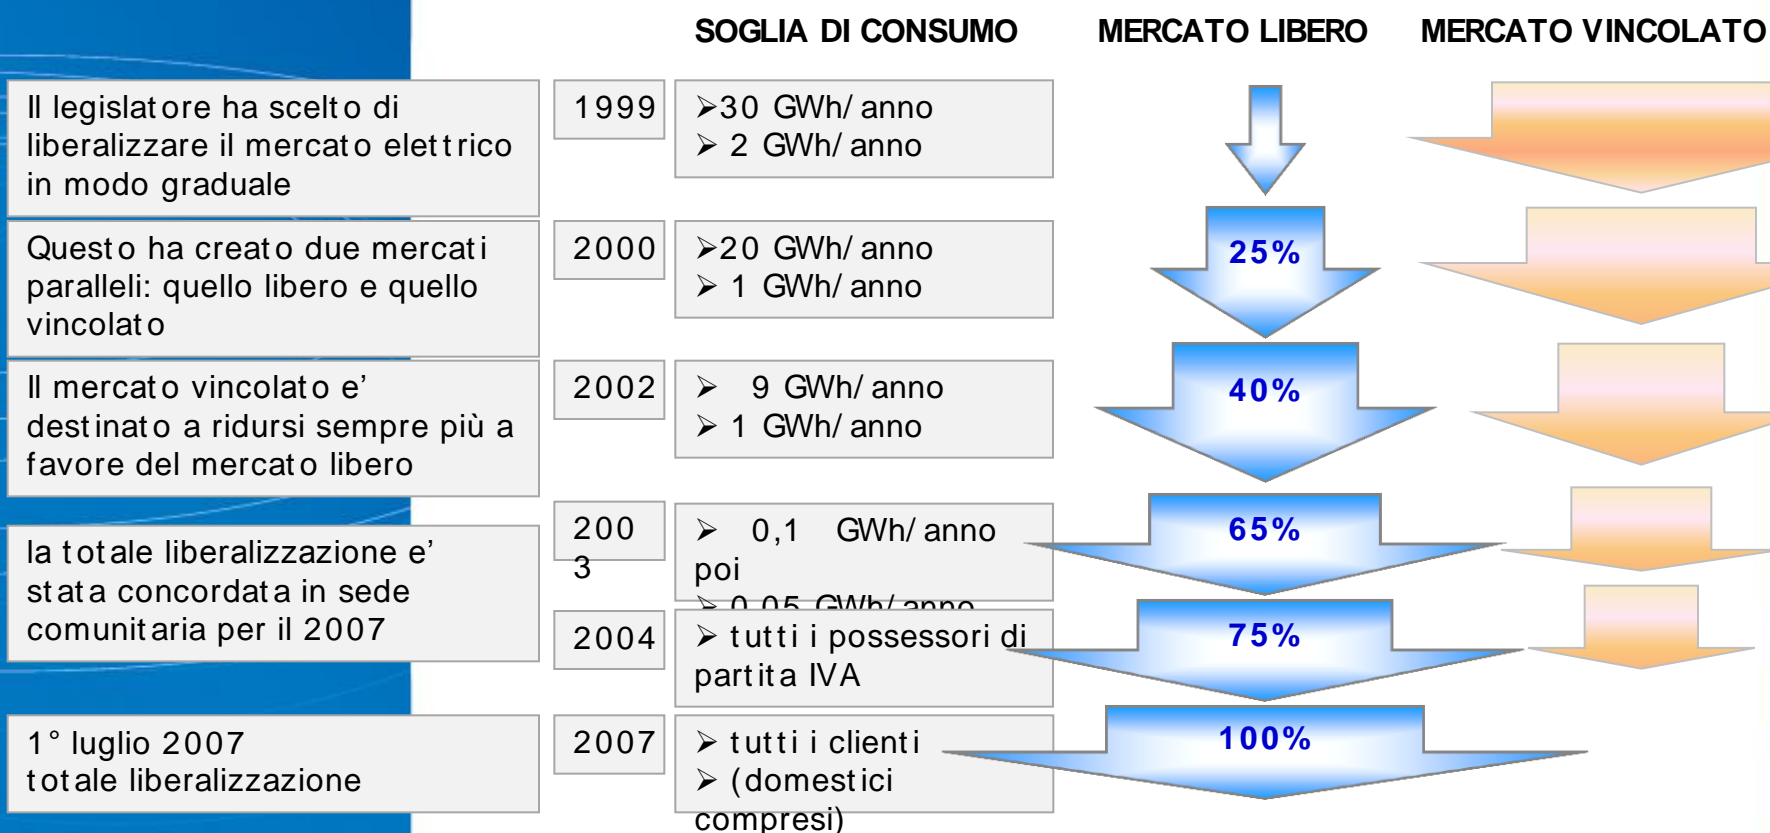 SOGLIA DI CONSUMO MERCATO LIBERO MERCATO VINCOLATO
Il legislatore ha scelto di
liberalizzare il mercato elettrico
in modo graduale
1999
➢30 GWh/anno
➢ 2 GWh/anno
Questo ha creato due mercati
paralleli: quello libero e quello
vincolato
2000
➢20 GWh/anno
➢ 1 GWh/anno
25%
Il mercato vincolato e’
destinato a ridursi sempre più a
favore del mercato libero
2002
➢ 9 GWh/anno
➢ 1 GWh/anno
40%
la totale liberalizzazione e’
stata concordata in sede
comunitaria per il 2007
200
3
➢ 0,1 GWh/anno
poi
➢ 0,05 GWh/anno
65%
2004
➢ tutti i possessori di
partita IVA
75%
1° luglio 2007
totale liberalizzazione
2007
➢ tutti i clienti
➢ (domestici
compresi)
100%